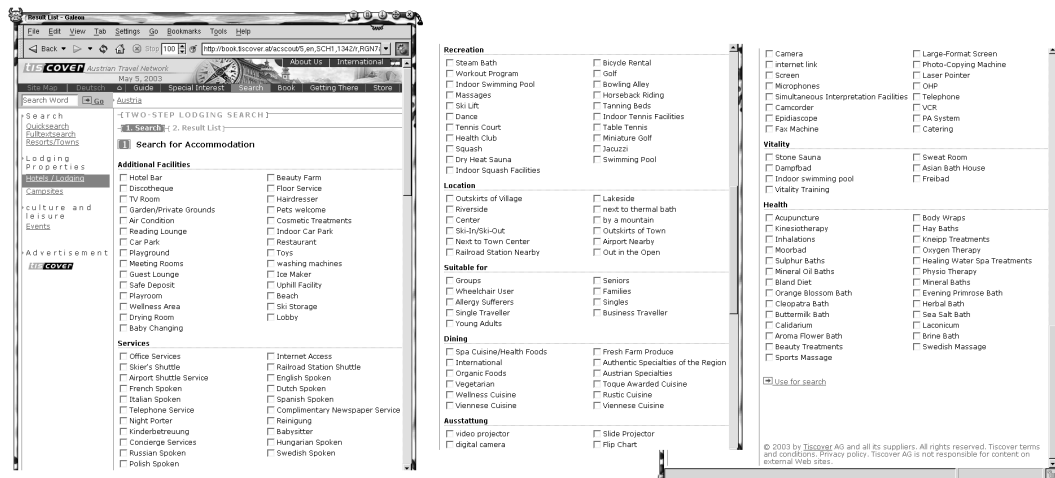 Result List - Galeon
File Edit View Tab Settings Go Bookmarks Tools Help
Back Stop 100 http://book.tiscover.at/acscout/5,en,SCH1,1342/r,RGN7
tiscover Austrian Travel Network About Us International
May 5, 2003
Site Map Deutsch Guide Special Interest Search Book Getting There Store
Search Word Go
Search
Quicksearch
Fulltextsearch
Resorts/Towns
Lodging
Properties
Hotels / Lodging
Campsites
culture and
leisure
Events
Advertisement
tiscover
Austria
{TWO-STEP LODGING SEARCH}
1. Search 2. Result List
1 Search for Accommodation
Additional Facilities
Hotel Bar Beauty Farm
Discotheque Floor Service
TV Room Hairdresser
Garden/Private Grounds Pets welcome
Air Condition Cosmetic Treatments
Reading Lounge Indoor Car Park
Car Park Restaurant
Playground Toys
Meeting Rooms washing machines
Guest Lounge Ice Maker
Safe Deposit Uphill Facility
Playroom Beach
Wellness Area Ski Storage
Drying Room Lobby
Baby Changing
Services
Office Services Internet Access
Skier's Shuttle Railroad Station Shuttle
Airport Shuttle Service English Spoken
French Spoken Dutch Spoken
Italian Spoken Spanish Spoken
Telephone Service Complimentary Newspaper Service
Night Porter Reinigung
Kinderbetreuung Babysitter
Concierge Services Hungarian Spoken
Russian Spoken Swedish Spoken
Polish Spoken
Recreation
Steam Bath Bicycle Rental
Workout Program Golf
Indoor Swimming Pool Bowling Alley
Massages Horseback Riding
Ski Lift Tanning Beds
Dance Indoor Tennis Facilities
Tennis Court Table Tennis
Health Club Miniature Golf
Squash Jacuzzi
Dry Heat Sauna Swimming Pool
Indoor Squash Facilities
Location
Outskirts of Village Lakeside
Riverside next to thermal bath
Center by a mountain
Ski-In/Ski-Out Outskirts of Town
Next to Town Center Airport Nearby
Railroad Station Nearby Out in the Open
Suitable for
Groups Seniors
Wheelchair User Families
Allergy Sufferers Singles
Single Traveller Business Traveller
Young Adults
Dining
Spa Cuisine/Health Foods Fresh Farm Produce
International Authentic Specialties of the Region
Organic Foods Austrian Specialties
Vegetarian Toque Awarded Cuisine
Wellness Cuisine Rustic Cuisine
Viennese Cuisine Viennese Cuisine
Ausstattung
video projector Slide Projector
digital camera Flip Chart
Camera Large-Format Screen
internet link Photo-Copying Machine
Screen Laser Pointer
Microphones OHP
Simultaneous Interpretation Facilities Telephone
Camcorder VCR
Epidiascope PA System
Fax Machine Catering
Vitality
Stone Sauna Sweat Room
Dampfbad Asian Bath House
Indoor swimming pool Freibad
Vitality Training
Health
Acupuncture Body Wraps
Kinesiotherapy Hay Baths
Inhalations Kneipp Treatments
Moorbad Oxygen Therapy
Sulphur Baths Healing Water Spa Treatments
Mineral Oil Baths Physio Therapy
Bland Diet Mineral Baths
Orange Blossom Bath Evening Primrose Bath
Cleopatra Bath Herbal Bath
Buttermilk Bath Sea Salt Bath
Calidarium Laconicum
Aroma Flower Bath Brine Bath
Beauty Treatments Swedish Massage
Sports Massage
Use for search
© 2003 by Tiscover AG and all its suppliers. All rights reserved. Tiscover terms
and conditions. Privacy policy. Tiscover AG is not responsible for content on
external Web sites.